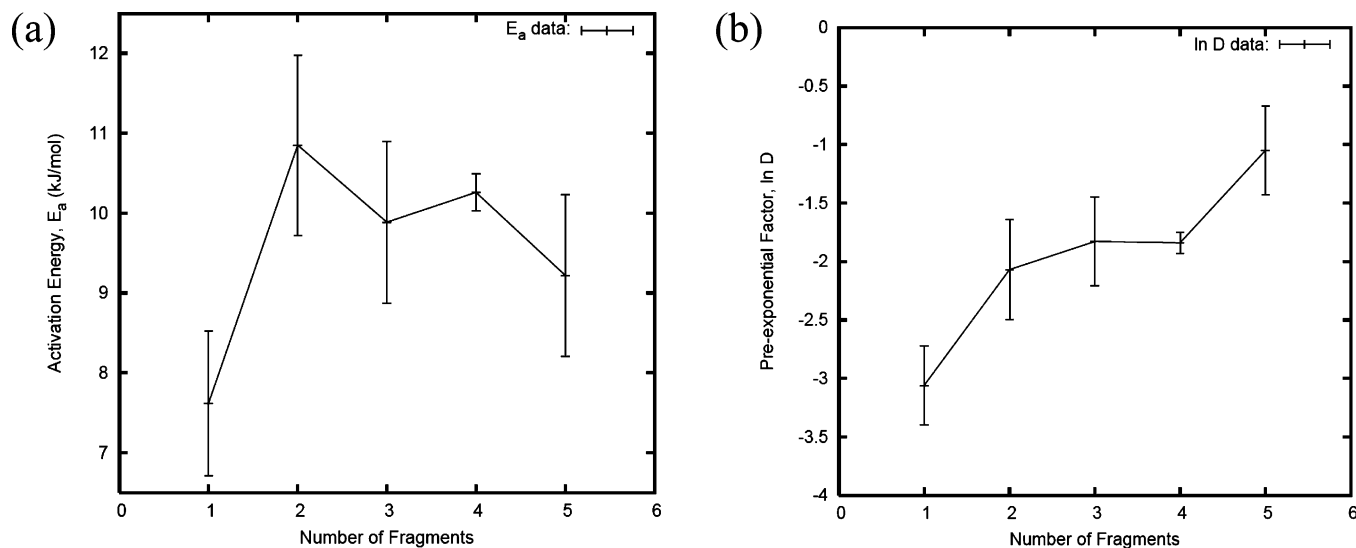 (a)
E_a data:
12
11
10
9
8
7
Activation Energy, E_a (kJ/mol)
0 1 2 3 4 5 6
Number of Fragments
(b)
ln D data:
-0
-0.5
-1
-1.5
-2
-2.5
-3
-3.5
-4
Pre-exponential Factor, ln D
0 1 2 3 4 5 6
Number of Fragments